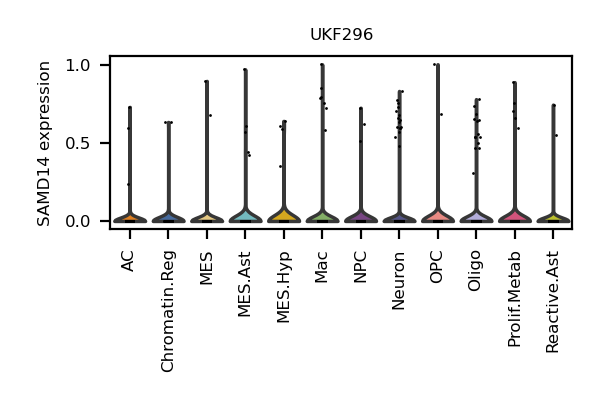 UKF296
SAMD14 expression
1.0
0.5
0.0
AC
Chromatin.Reg
MES
MES.Ast
MES.Hyp
Mac
NPC
Neuron
OPC
Oligo
Prolif.Metab
Reactive.Ast